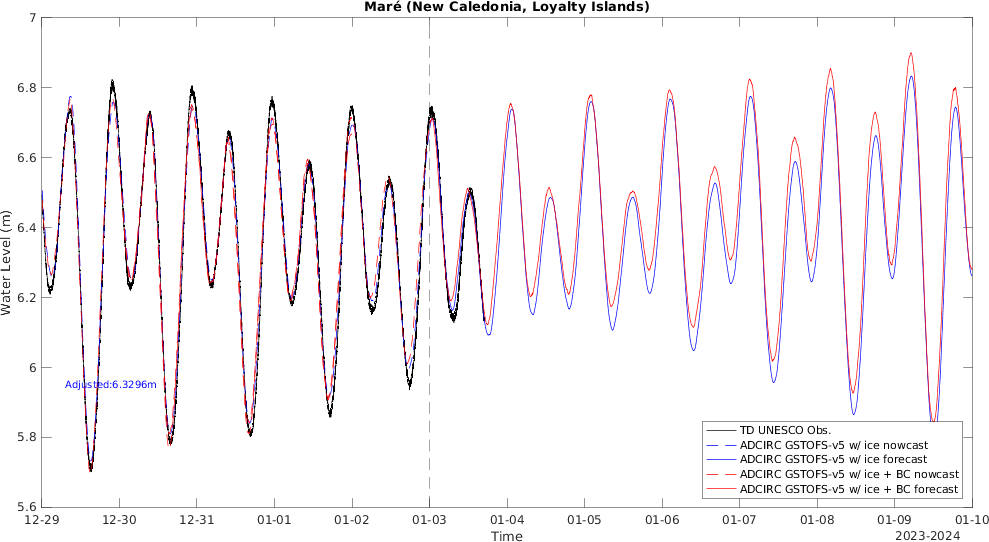 Maré (New Caledonia, Loyalty Islands)
7
6.8
6.6
6.4
6.2
6
5.8
5.6
Water Level (m)
Adjusted:6.3296m
TD UNESCO Obs.
ADCIRC GSTOFS-v5 w/ ice nowcast
ADCIRC GSTOFS-v5 w/ ice forecast
ADCIRC GSTOFS-v5 w/ ice + BC nowcast
ADCIRC GSTOFS-v5 w/ ice + BC forecast
12-29 12-30 12-31 01-01 01-02 01-03 01-04 01-05 01-06 01-07 01-08 01-09 01-10
Time
2023-2024